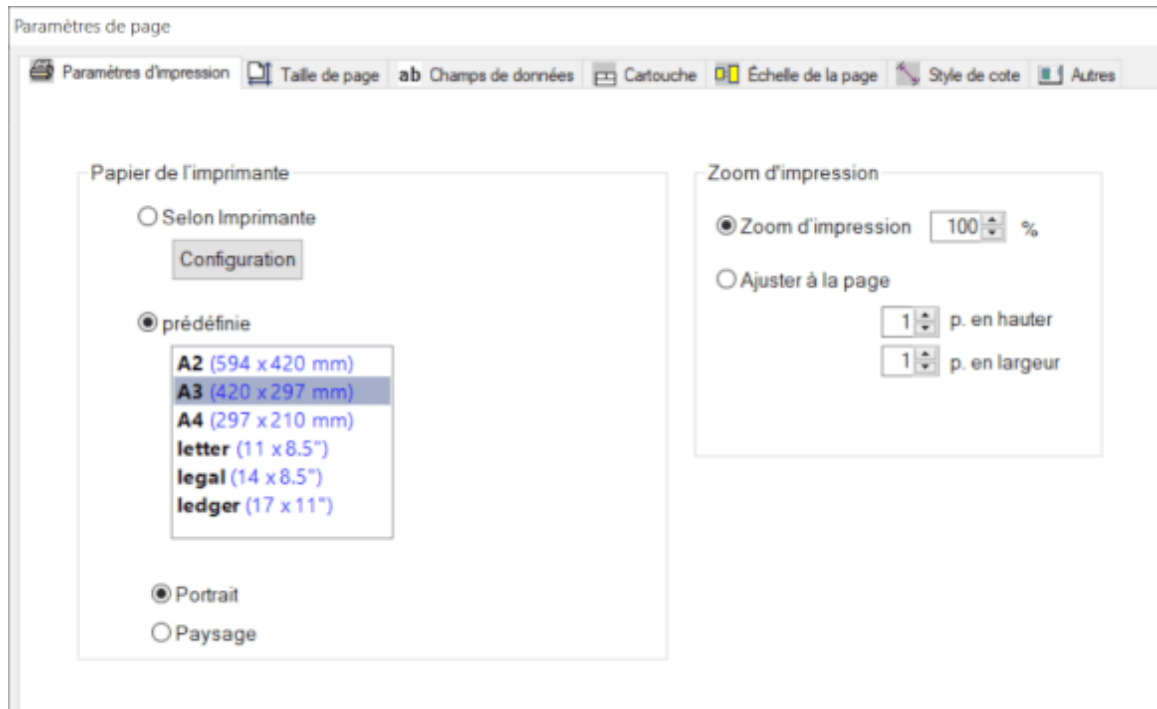 Paramètres de page
Paramètres d'impression Taille de page ab Champs de données Cartouche Échelle de la page Style de cote Autres
Papier de l'imprimante
Selon Imprimante
Configuration
prédéfinie
A2 (594 x 420 mm)
A3 (420 x 297 mm)
A4 (297 x 210 mm)
letter (11 x 8.5")
legal (14 x 8.5")
ledger (17 x 11")
Portrait
Paysage
Zoom d'impression
Zoom d'impression 100 %
Ajuster à la page
1 p. en hauter
1 p. en largeur